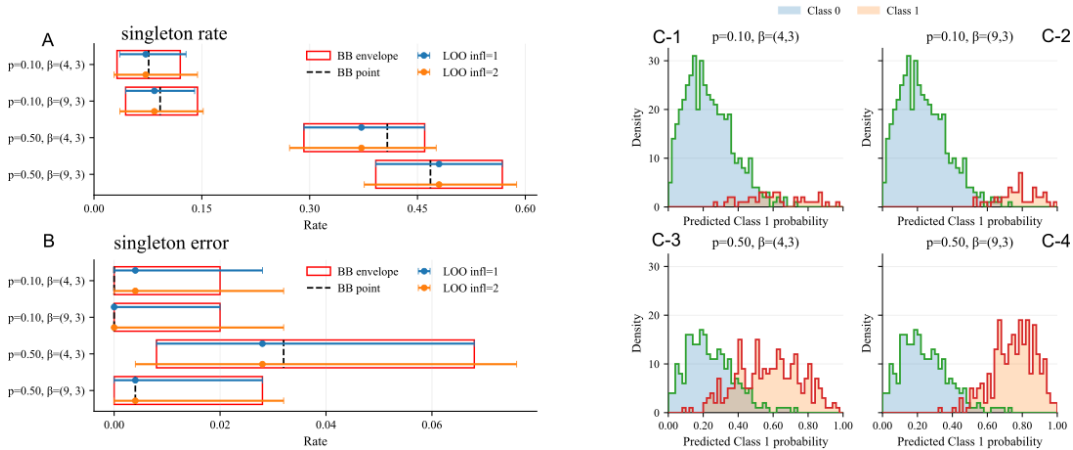 A
singleton rate
BB envelope
BB point
LOO infl=1
LOO infl=2
p=0.10, β=(4, 3)
p=0.10, β=(9, 3)
p=0.50, β=(4, 3)
p=0.50, β=(9, 3)
0.00 0.15 0.30 0.45 0.60
Rate
B
singleton error
BB envelope
BB point
LOO infl=1
LOO infl=2
p=0.10, β=(4, 3)
p=0.10, β=(9, 3)
p=0.50, β=(4, 3)
p=0.50, β=(9, 3)
0.00 0.02 0.04 0.06
Rate
Class 0 Class 1
C-1
p=0.10, β=(4,3)
30
20
10
0
Density
Predicted Class 1 probability
p=0.10, β=(9,3)
C-2
Density
Predicted Class 1 probability
C-3
p=0.50, β=(4,3)
30
20
10
0
Density
0.00 0.20 0.40 0.60 0.80 1.00
Predicted Class 1 probability
p=0.50, β=(9,3)
C-4
Density
0.00 0.20 0.40 0.60 0.80 1.00
Predicted Class 1 probability